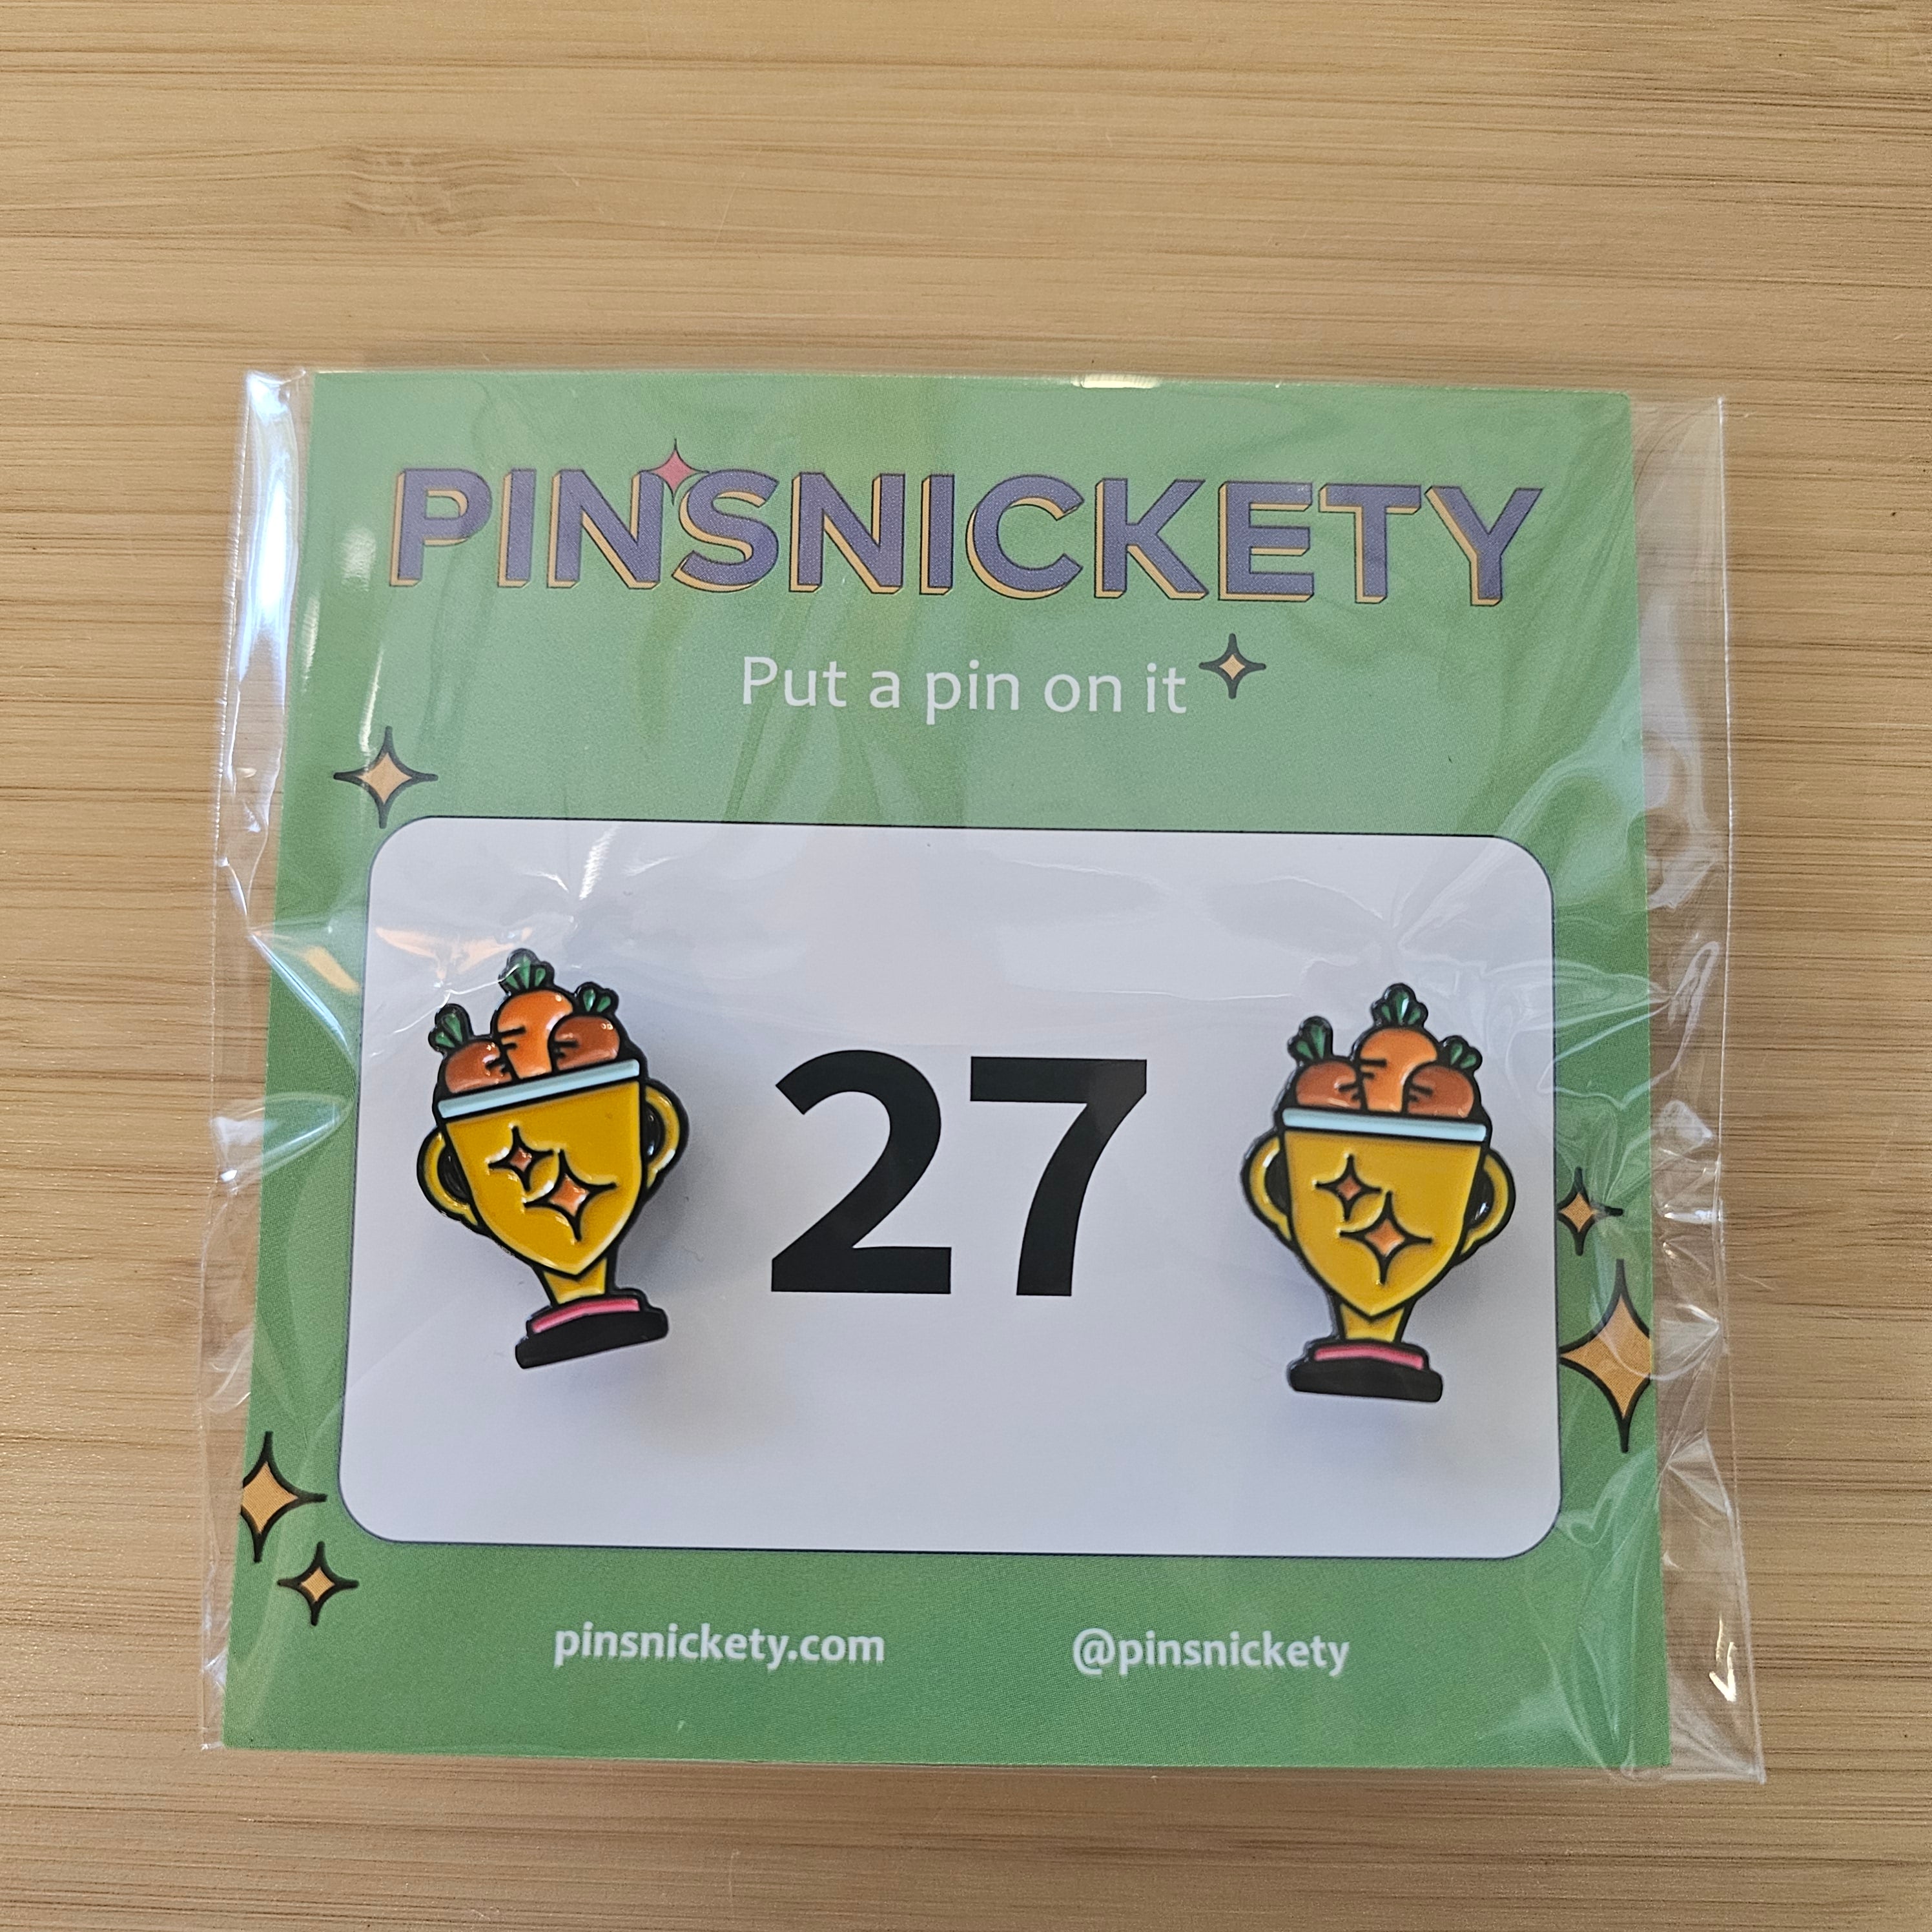 PINSNICKETY
Put a pin on it
27
pinsnickety.com
@pinsnickety